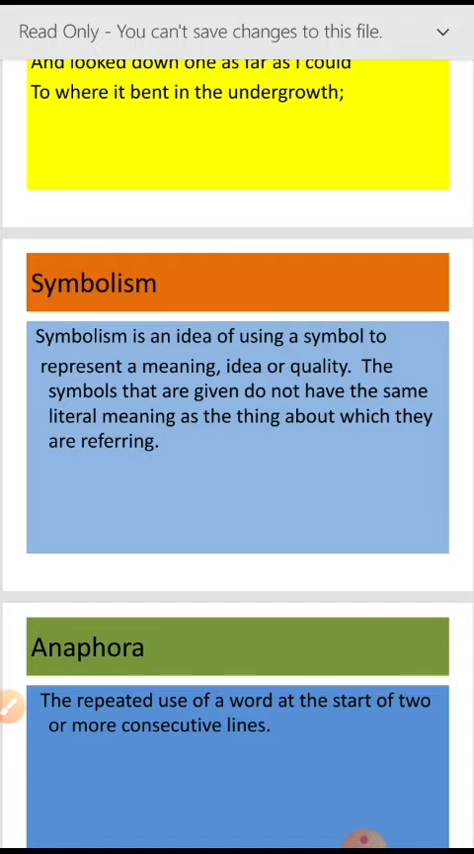 Read Only - You can't save changes to this file.
And looked down one as far as I could
To where it bent in the undergrowth;
Symbolism
Symbolism is an idea of using a symbol to
represent a meaning, idea or quality. The
symbols that are given do not have the same
literal meaning as the thing about which they
are referring.
Anaphora
The repeated use of a word at the start of two
or more consecutive lines.